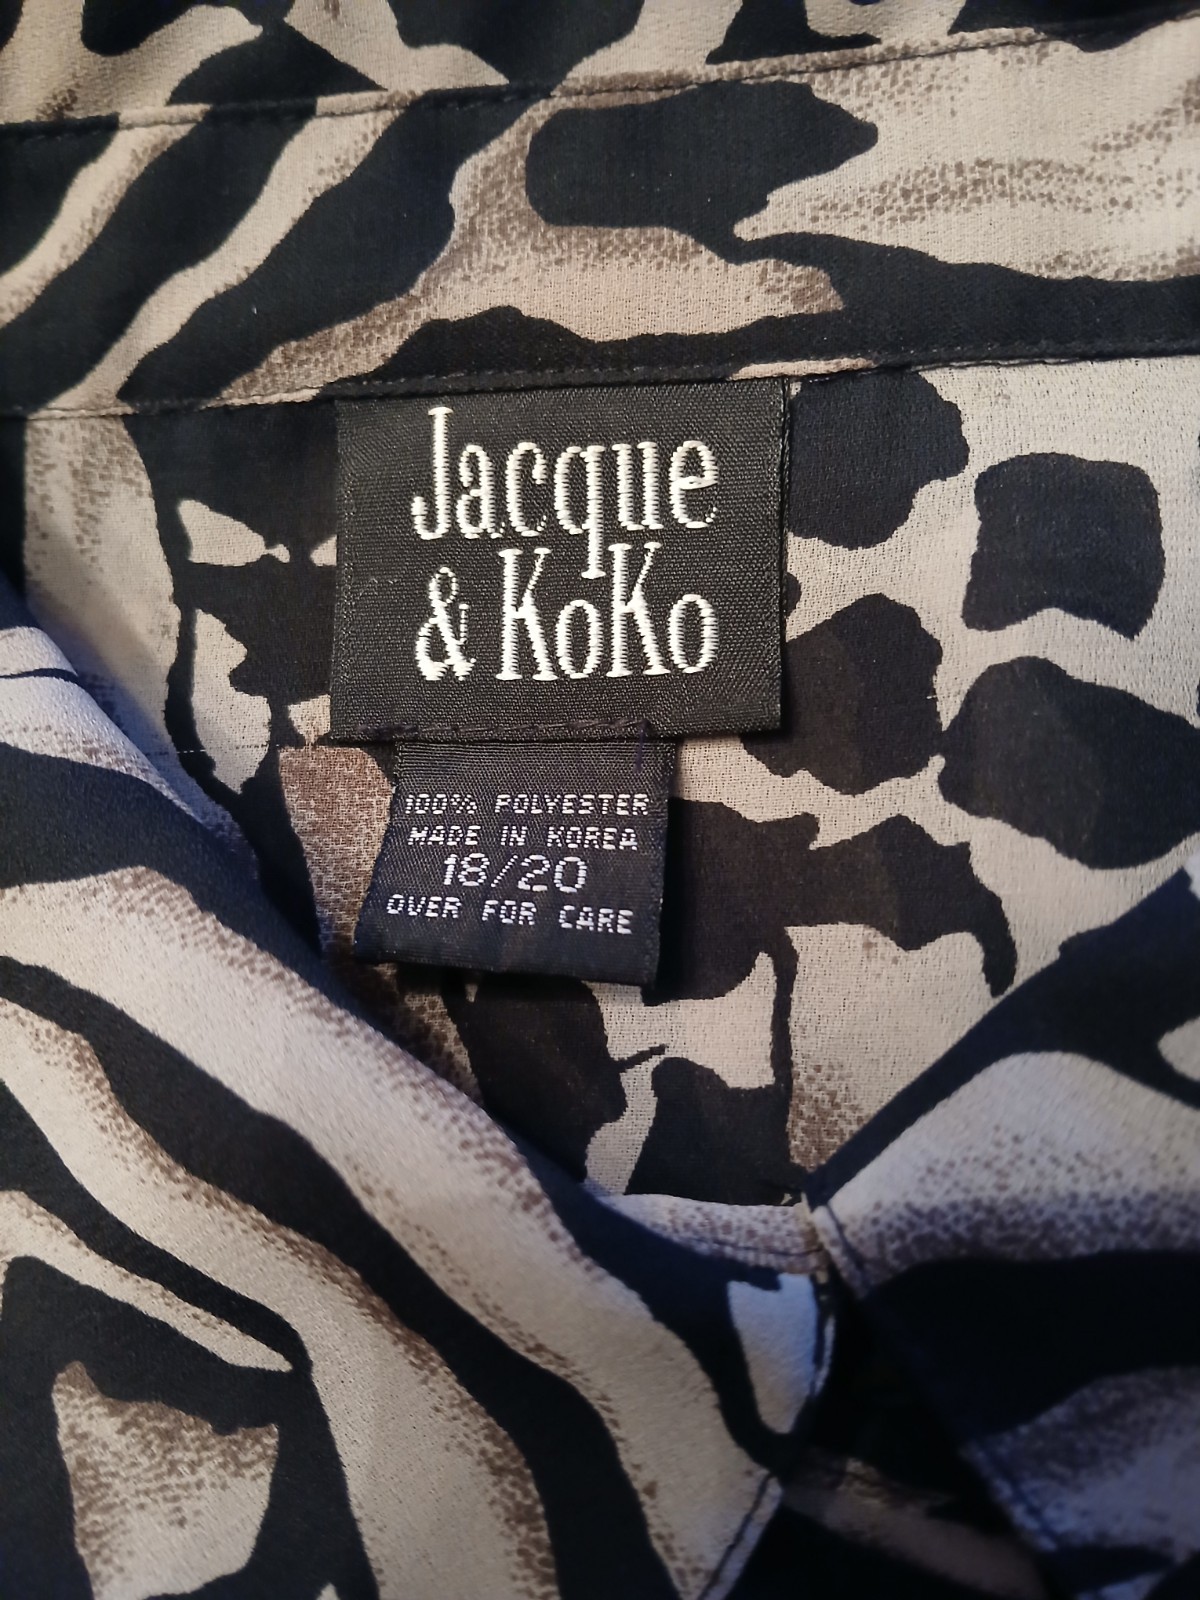 Jacque
& KoKo
100% POLYESTER
MADE IN KOREA
18/20
OVER FOR CARE